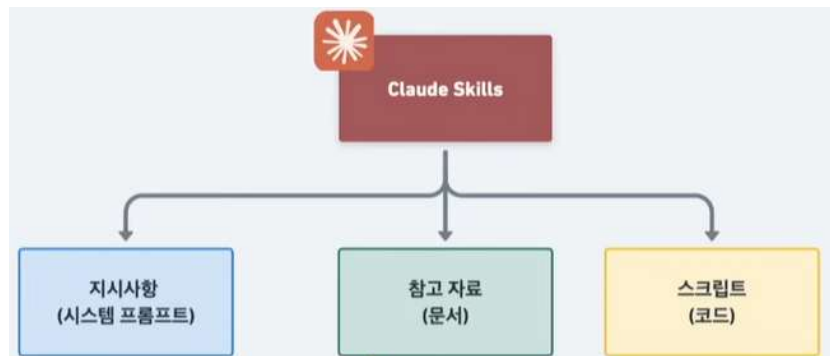 Claude Skills
지시사항
(시스템 프롬프트)
참고 자료
(문서)
스크립트
(코드)